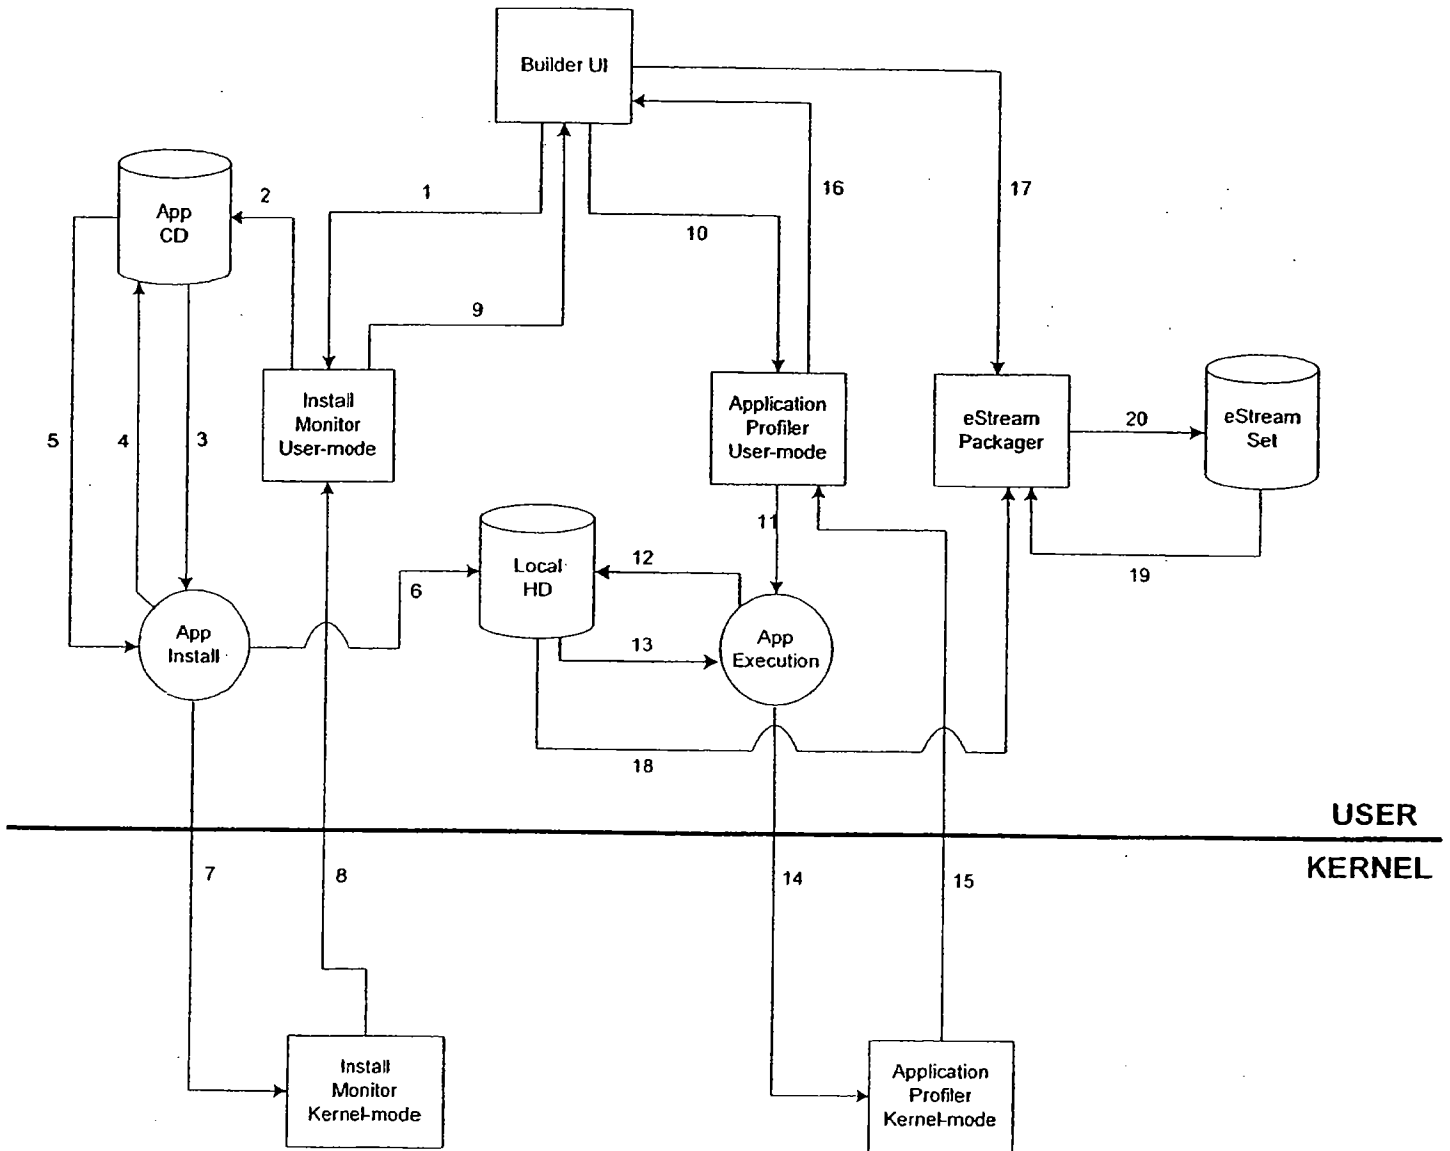 Builder UI
App
CD
2
1
10
16
17
9
5
4
3
Install
Monitor
User-mode
Application
Profiler
User-mode
eStream
Packager
20
eStream
Set
11
Local
HD
12
6
19
App
Install
13
App
Execution
18
USER
KERNEL
7
8
14
15
Install
Monitor
Kernel-mode
Application
Profiler
Kernel-mode